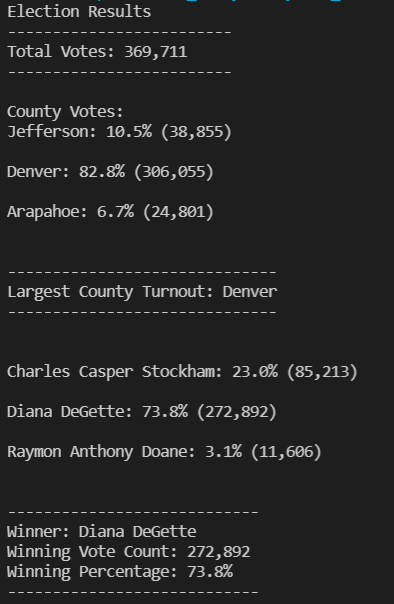 Election Results
-------------------------
Total Votes: 369,711
-------------------------
County Votes:
Jefferson: 10.5% (38,855)
Denver: 82.8% (306,055)
Arapahoe: 6.7% (24,801)
------------------------------
Largest County Turnout: Denver
------------------------------
Charles Casper Stockham: 23.0% (85,213)
Diana DeGette: 73.8% (272,892)
Raymon Anthony Doane: 3.1% (11,606)
----------------------------
Winner: Diana DeGette
Winning Vote Count: 272,892
Winning Percentage: 73.8%
----------------------------